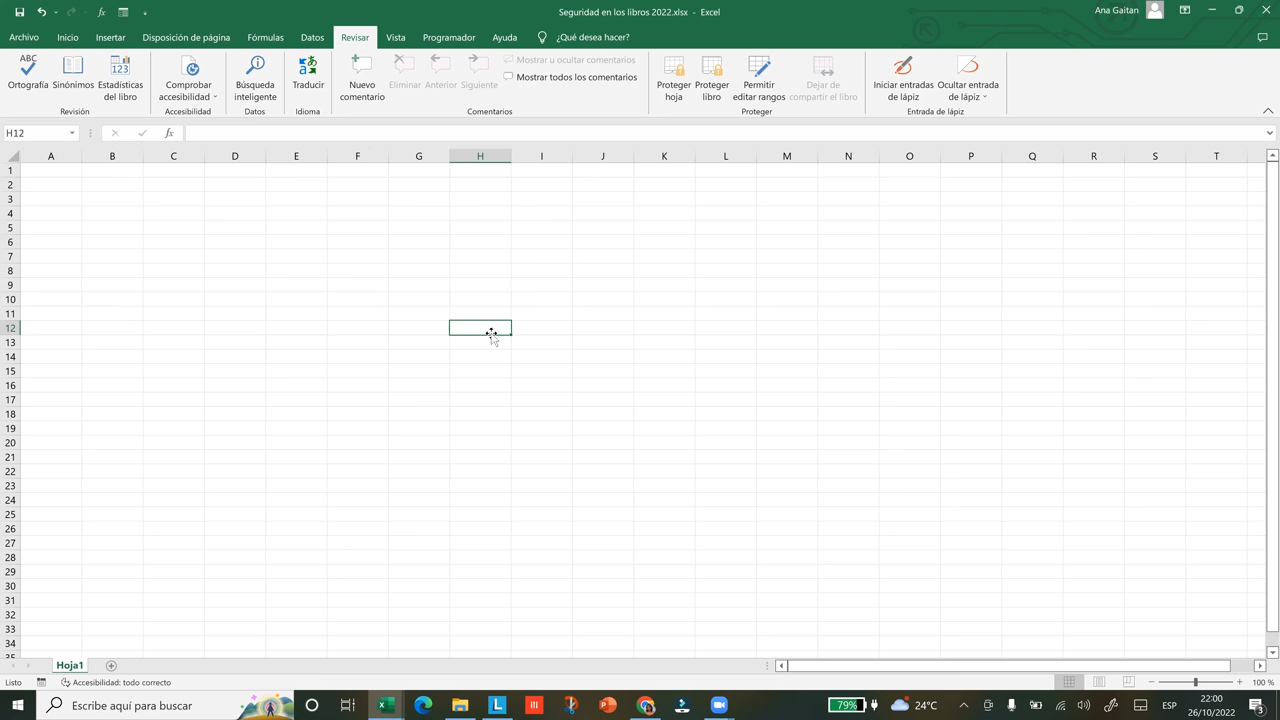 Seguridad en los libros 2022.xlsx - Excel
Ana Gaitan
Archivo Inicio Insertar Disposición de página Fórmulas Datos Revisar Vista Programador Ayuda ¿Qué desea hacer?
ABC
Ortografía
Sinónimos
123
Estadísticas
del libro
Revisión
Comprobar
accesibilidad
Accesibilidad
Búsqueda
inteligente
Datos
Traducir
Idioma
Nuevo
comentario
Eliminar
Anterior
Siguiente
Mostrar u ocultar comentarios
Mostrar todos los comentarios
Comentarios
Proteger
hoja
Proteger
libro
Permitir
editar rangos
Dejar de
compartir el libro
Proteger
Iniciar entradas
de lápiz
Ocultar entrada
de lápiz
Entrada de lápiz
H12
fx
A B C D E F G H I J K L M N O P Q R S T
1
2
3
4
5
6
7
8
9
10
11
12
13
14
15
16
17
18
19
20
21
22
23
24
25
26
27
28
29
30
31
32
33
34
35
Hoja1
Listo
Accesibilidad: todo correcto
100 %
Escribe aquí para buscar
79%
24°C
ESP
22:00
26/10/2022